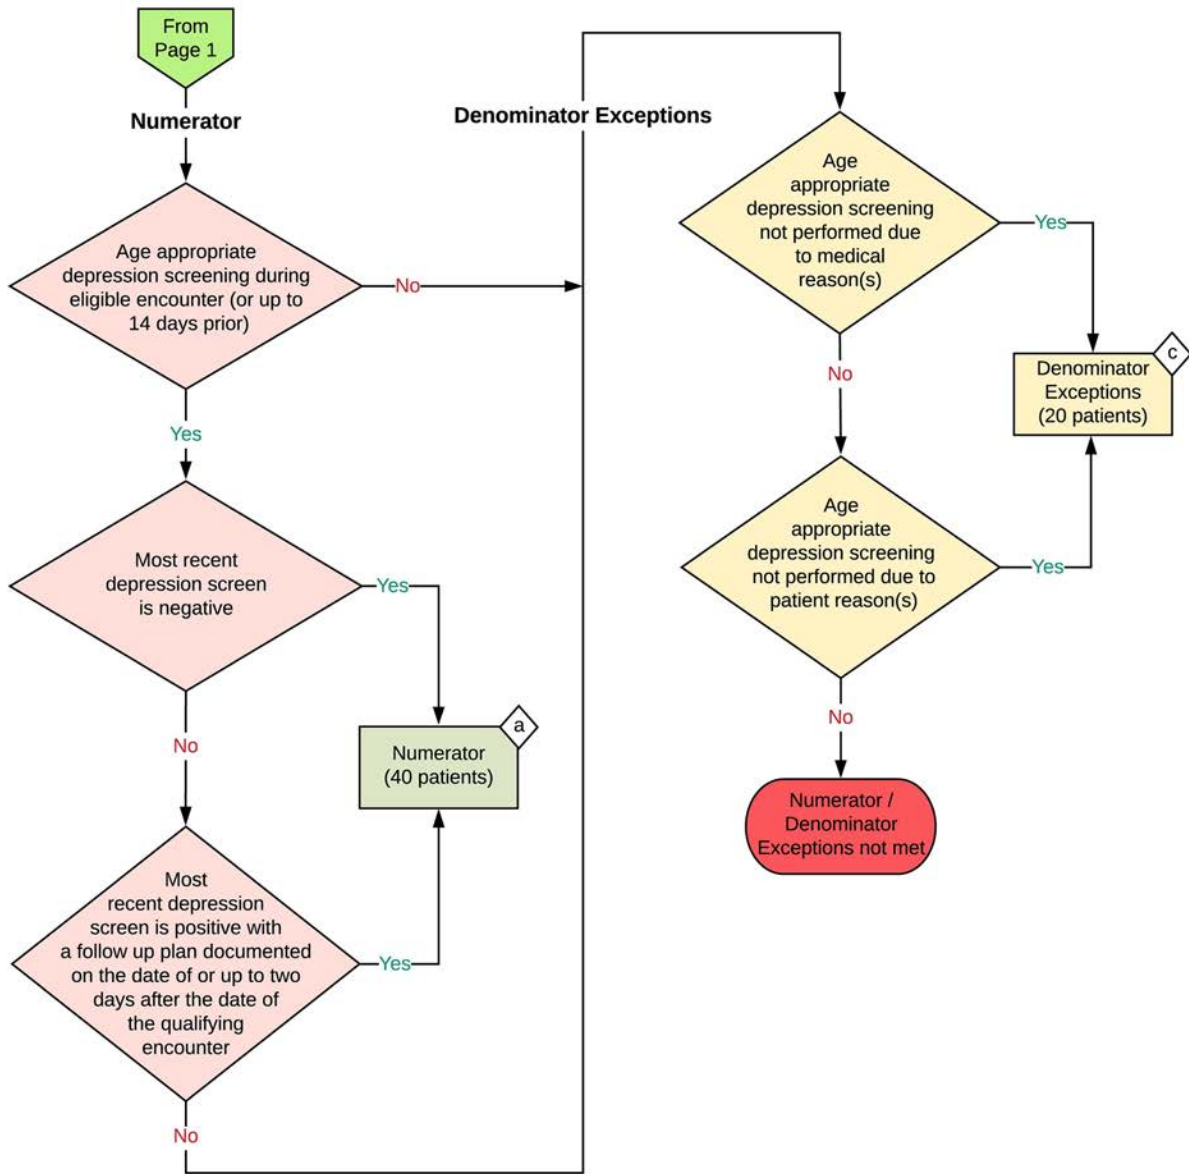 From
Page 1
Numerator
Age appropriate
depression screening during
eligible encounter (or up to
14 days prior)
No
Yes
Most recent
depression screen
is negative
Yes
No
Numerator
(40 patients)
a
Most
recent depression
screen is positive with
a follow up plan documented
on the date of or up to two
days after the date of
the qualifying
encounter
Yes
No
Denominator Exceptions
Age
appropriate
depression screening
not performed due
to medical
reason(s)
Yes
No
Denominator
Exceptions
(20 patients)
c
Age
appropriate
depression screening
not performed due to
patient reason(s)
Yes
No
Numerator /
Denominator
Exceptions not met